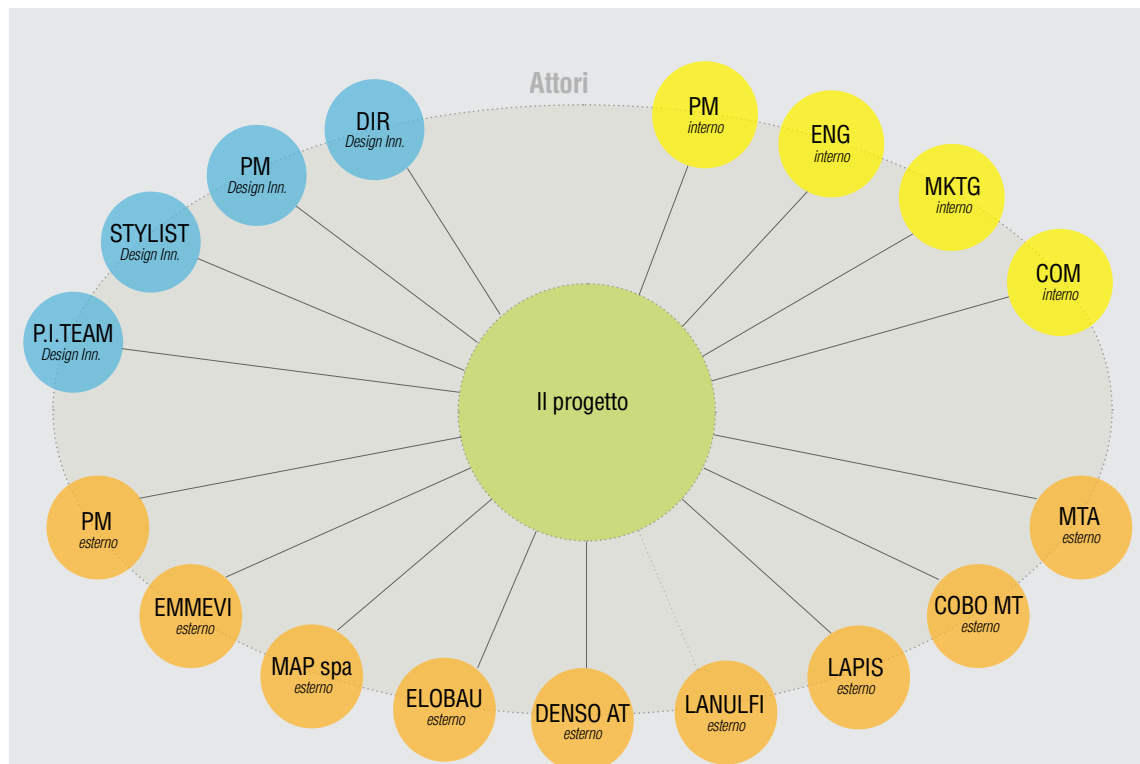 Attori
DIR
Design Inn.
PM
Design Inn.
STYLIST
Design Inn.
P.I.TEAM
Design Inn.
PM
interno
ENG
interno
MKTG
interno
COM
interno
Il progetto
PM
esterno
EMMEVI
esterno
MAP spa
esterno
ELOBAU
esterno
DENSO AT
esterno
LANULFI
esterno
LAPIS
esterno
COBO MT
esterno
MTA
esterno